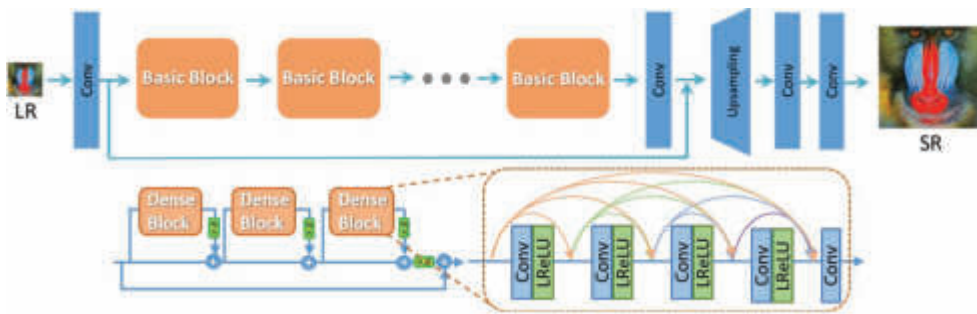 LR
Conv
Basic Block
Basic Block
Basic Block
Conv
Upsampling
Conv
Conv
SR
Dense
Block
Dense
Block
Dense
Block
Conv
LReLU
Conv
LReLU
Conv
LReLU
Conv
LReLU
Conv